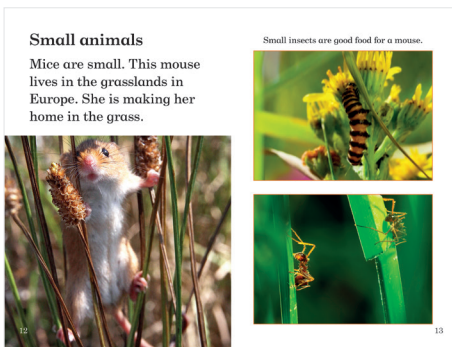 Small animals
Mice are small. This mouse
lives in the grasslands in
Europe. She is making her
home in the grass.
12
Small insects are good food for a mouse.
13